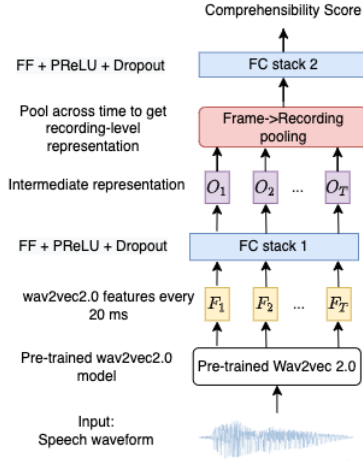 Comprehensibility Score
FF + PReLU + Dropout
FC stack 2
Pool across time to get
recording-level
representation
Frame->Recording
pooling
Intermediate representation
O1 O2 ... OT
FF + PReLU + Dropout
FC stack 1
wav2vec2.0 features every
20 ms
F1 F2 ... FT
Pre-trained wav2vec2.0
model
Pre-trained Wav2vec 2.0
Input:
Speech waveform